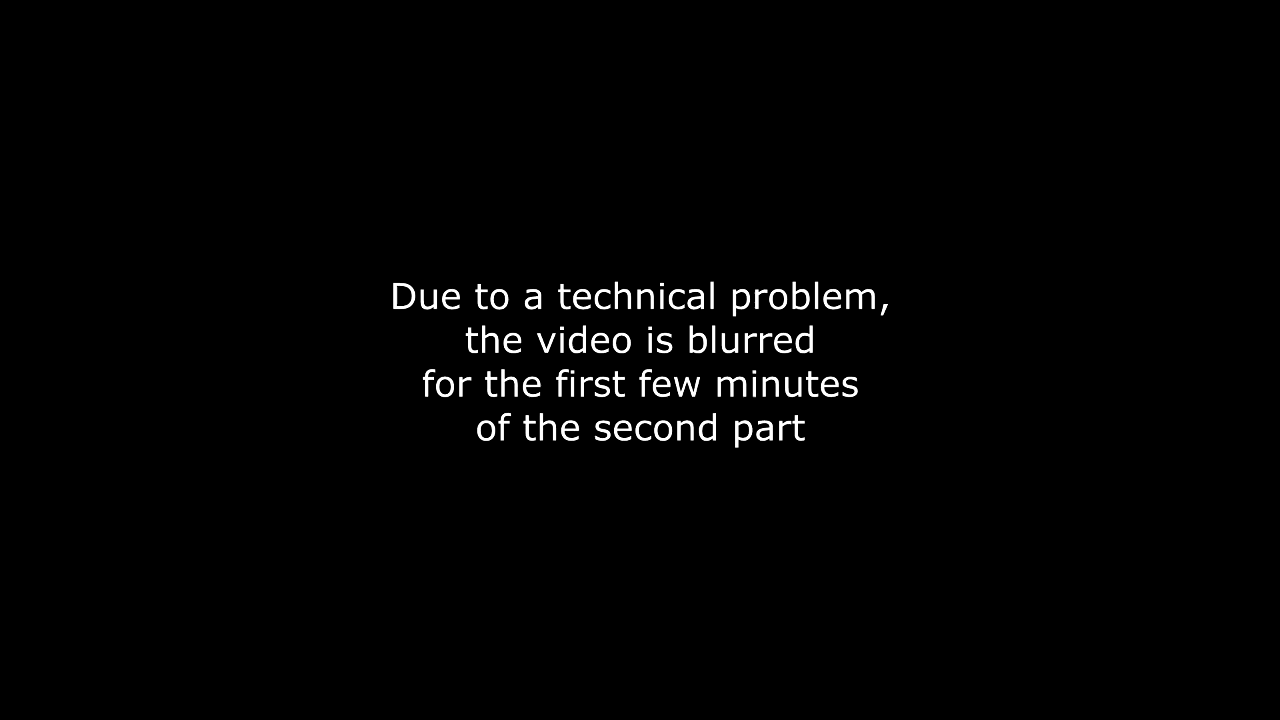 Due to a technical problem,
the video is blurred
for the first few minutes
of the second part